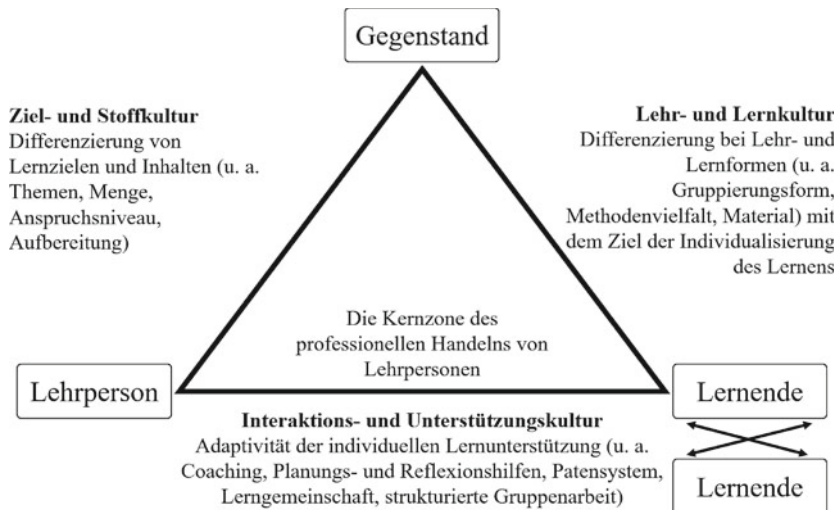 Gegenstand
Ziel- und Stoffkultur
Differenzierung von
Lernzielen und Inhalten (u. a.
Themen, Menge,
Anspruchsniveau,
Aufbereitung)
Lehr- und Lernkultur
Differenzierung bei Lehr- und
Lernformen (u. a.
Gruppierungsform,
Methodenvielfalt, Material) mit
dem Ziel der Individualisierung
des Lernens
Die Kernzone des
professionellen Handelns von
Lehrpersonen
Lehrperson
Lernende
Interaktions- und Unterstützungskultur
Adaptivität der individuellen Lernunterstützung (u. a.
Coaching, Planungs- und Reflexionshilfen, Patensystem,
Lerngemeinschaft, strukturierte Gruppenarbeit)
Lernende